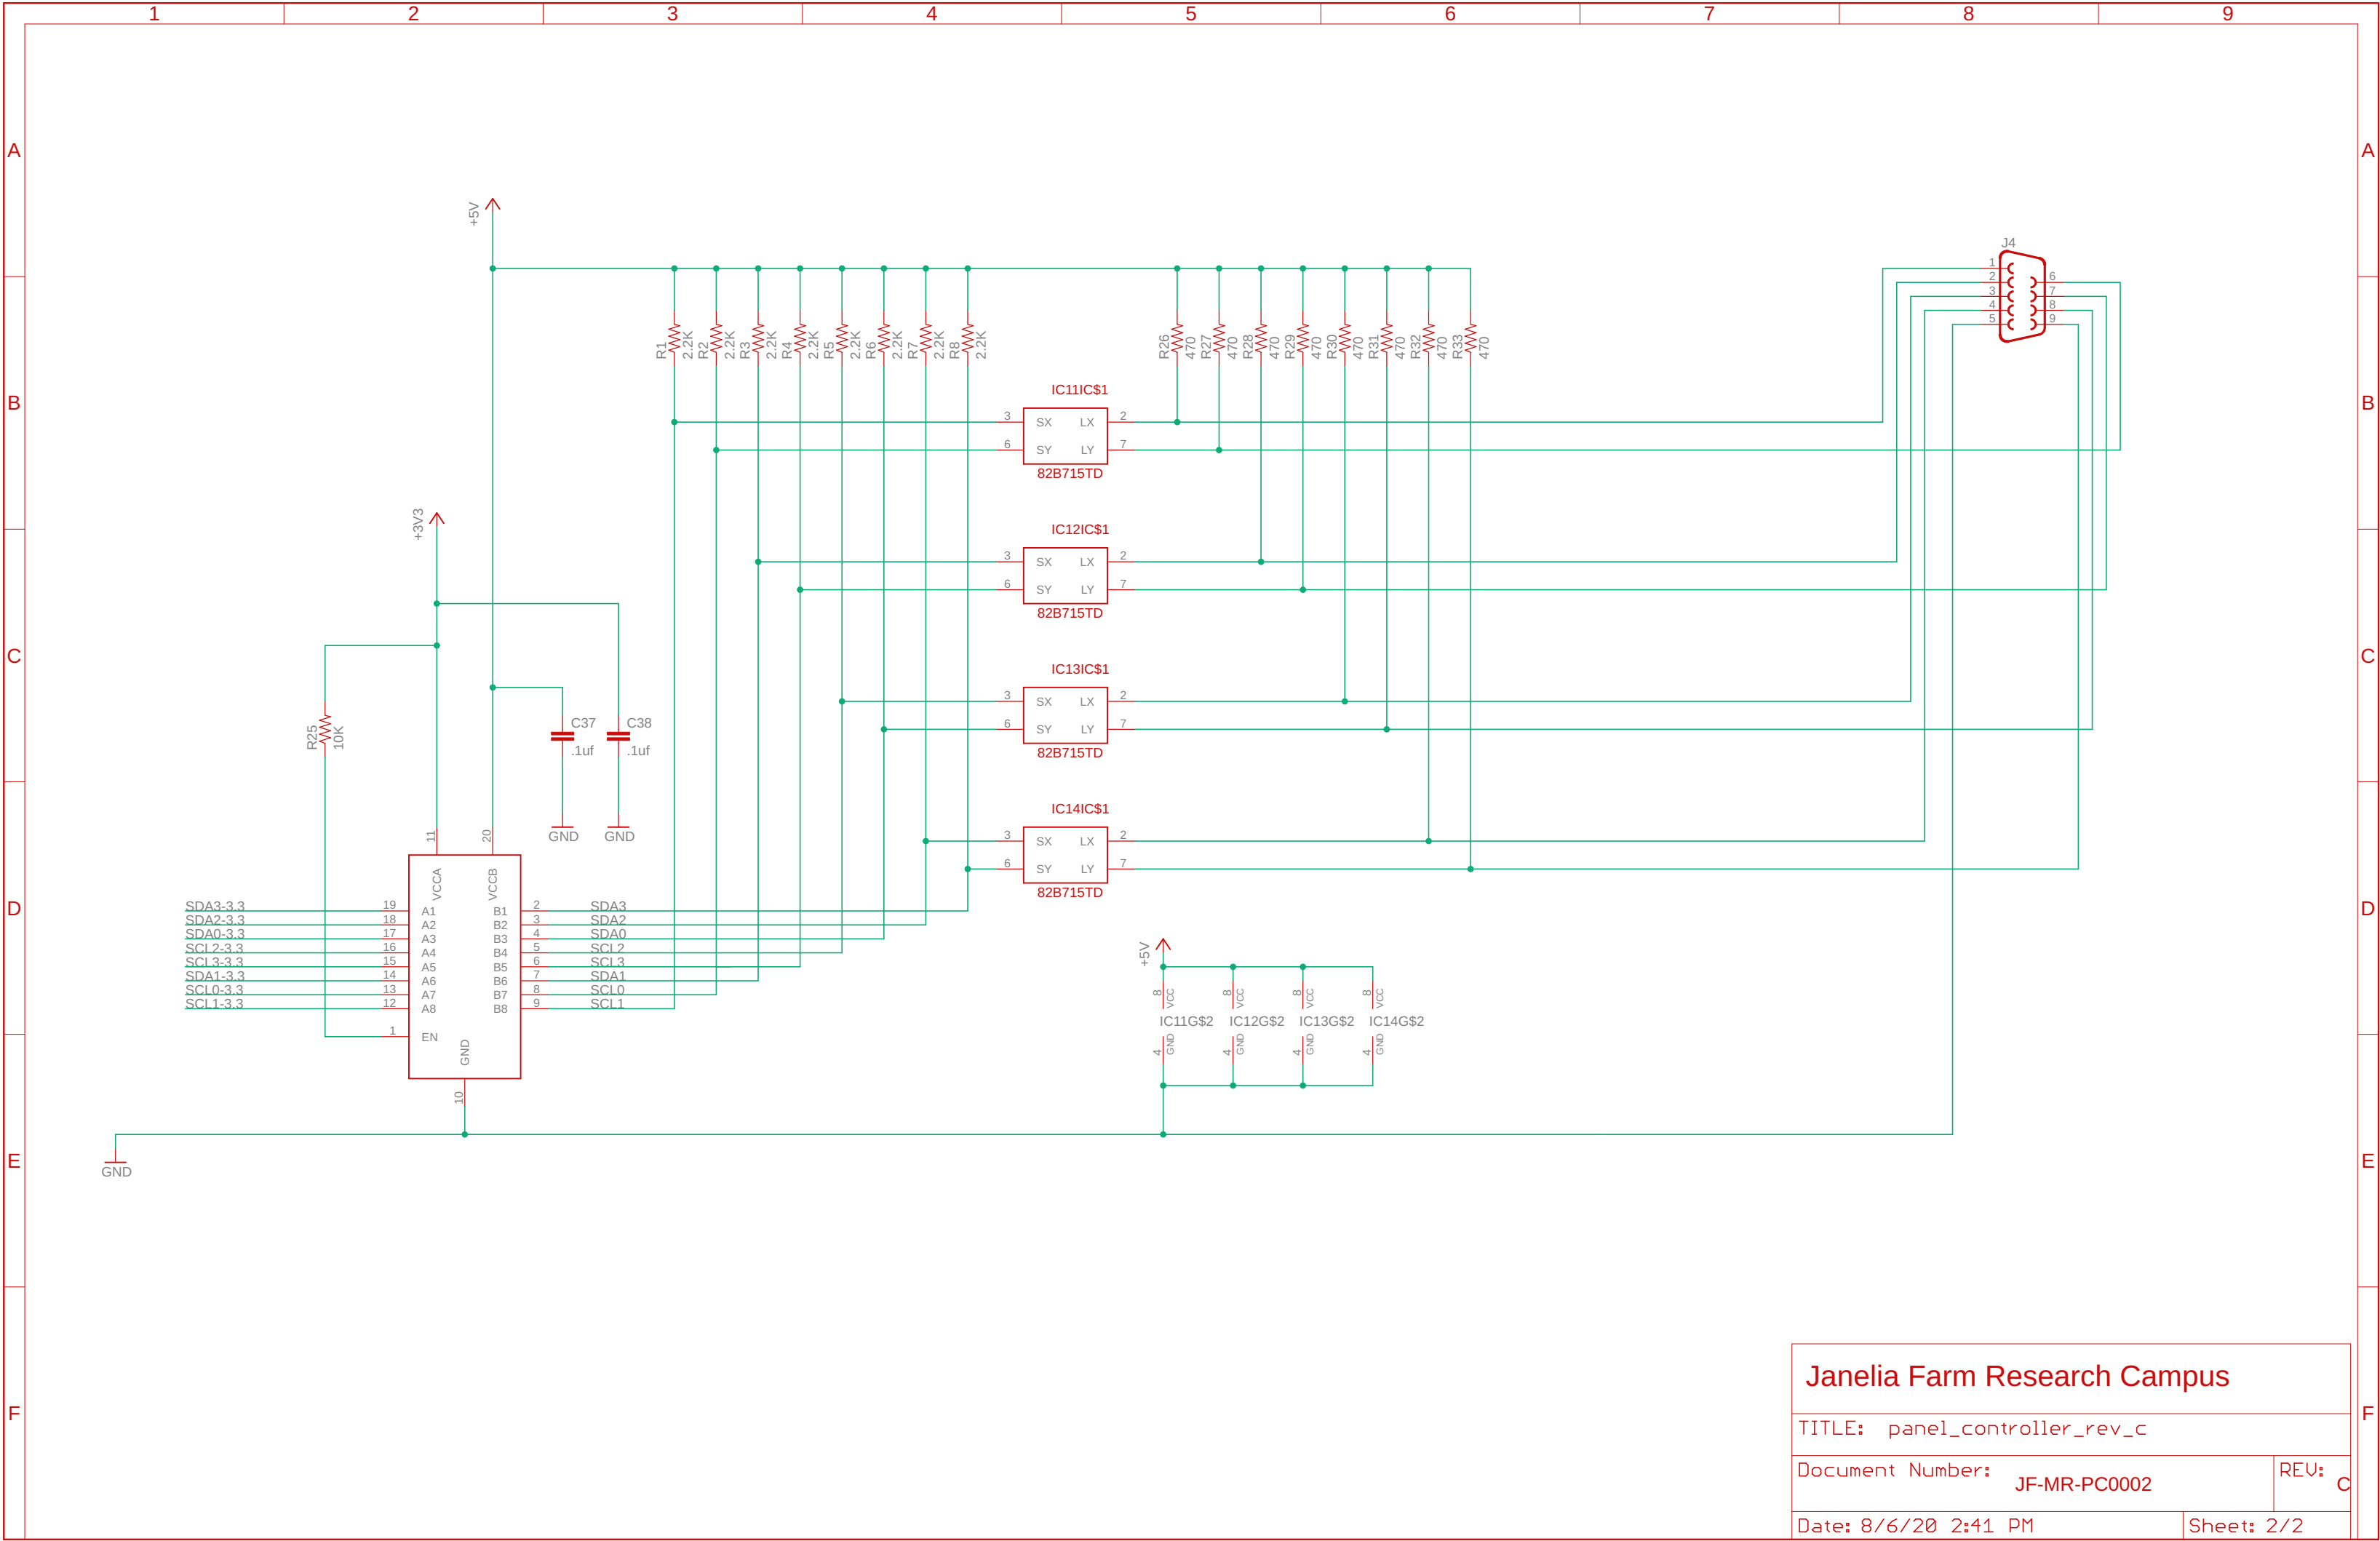 1 2 3 4 5 6 7 8 9
A A
+5V
J4
1
2 6
3 7
4 8
5 9
R1 2.2K R2 2.2K R3 2.2K R4 2.2K R5 2.2K R6 2.2K R7 2.2K R8 2.2K R26 470 R27 470 R28 470 R29 470 R30 470 R31 470 R32 470 R33 470
B B
IC11IC$1
3 SX LX 2
6 SY LY 7
82B715TD
+3V3
IC12IC$1
3 SX LX 2
6 SY LY 7
82B715TD
C C
IC13IC$1
3 SX LX 2
6 SY LY 7
82B715TD
R25 10K
C37 C38
.1uf .1uf
GND GND
IC14IC$1
3 SX LX 2
6 SY LY 7
82B715TD
11 20
VCCA VCCB
D D
SDA3-3.3 19 A1 B1 2 SDA3
SDA2-3.3 18 A2 B2 3 SDA2
SDA0-3.3 17 A3 B3 4 SDA0
SCL2-3.3 16 A4 B4 5 SCL2
SCL3-3.3 15 A5 B5 6 SCL3
SDA1-3.3 14 A6 B6 7 SDA1
SCL0-3.3 13 A7 B7 8 SCL0
SCL1-3.3 12 A8 B8 9 SCL1
1 EN
GND
10
+5V
8 VCC 8 VCC 8 VCC 8 VCC
IC11G$2 IC12G$2 IC13G$2 IC14G$2
4 GND 4 GND 4 GND 4 GND
E E
GND
F F
Janelia Farm Research Campus
TITLE: panel_controller_rev_c
Document Number: REV:
JF-MR-PC0002 C
Date: 8/6/20 2:41 PM Sheet: 2/2